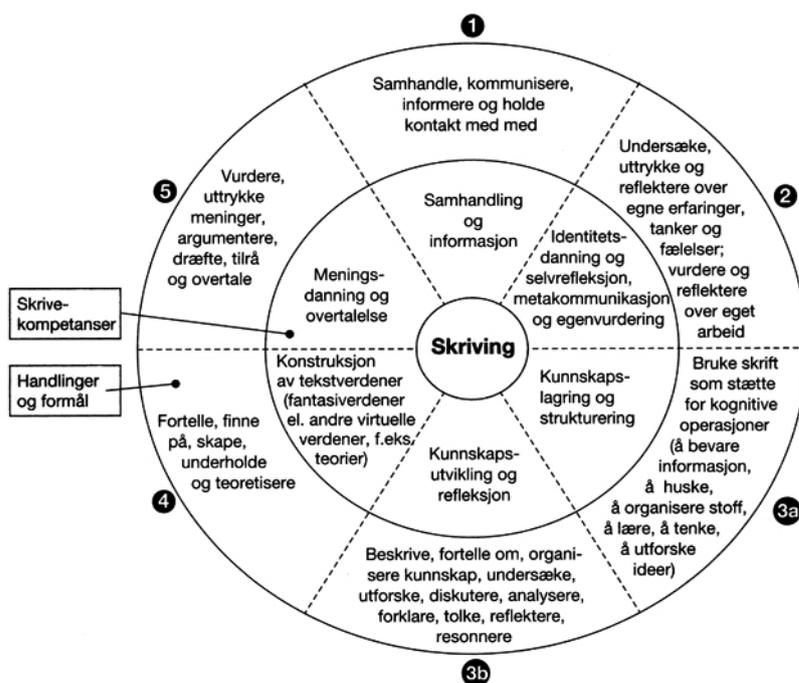 1
Samhandle, kommunisere,
informere og holde
kontakt med med
Samhandling
og
informasjon
2
Undersæke,
uttrykke og
reflektere over
egne erfaringer,
tanker og
fælelser;
vurdere og
reflektere
over eget
arbeid
Identitets-
danning og
selvrefleksjon,
metakommunikasjon
og egenvurdering
3a
Bruke skrift
som stætte
for kognitive
operasjoner
(å bevare
informasjon,
å huske,
å organisere stoff,
å lære, å tenke,
å utforske
ideer)
Kunnskaps-
lagring og
strukturering
3b
Beskrive, fortelle om, organi-
sere kunnskap, undersæke,
utforske, diskutere, analysere,
forklare, tolke, reflektere,
resonnere
Kunnskaps-
utvikling og
refleksjon
4
Fortelle, finne
på, skape,
underholde
og teoretisere
Konstruksjon
av tekstverdener
(fantasiverdener
el. andre virtuelle
verdener, f.eks.
teorier)
5
Vurdere,
uttrykke
meninger,
argumentere,
dræfte, tilrå
og overtale
Menings-
danning og
overtalelse
Skriving
Skrive-
kompetanser
Handlinger
og formål